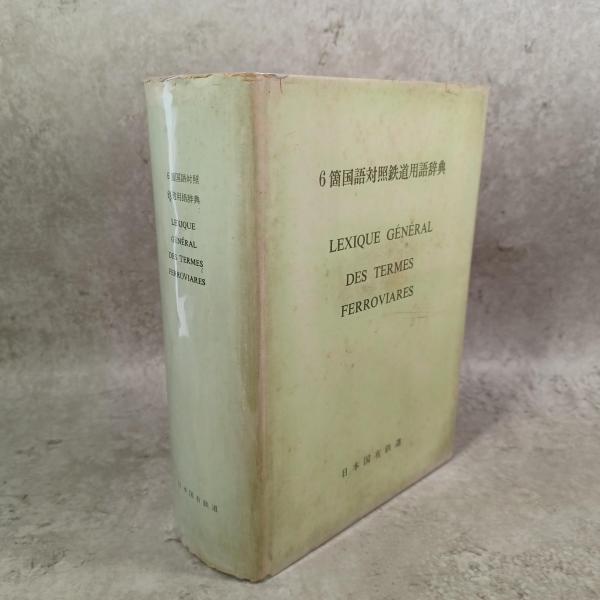 6箇国語対照
鉄道用語辞典
LEXIQUE
GÉNÉRAL
DES TERMES
FERROVIARES
日本国有鉄道
6箇国語対照鉄道用語辞典
LEXIQUE GÉNÉRAL
DES TERMES
FERROVIARES
日本国有鉄道